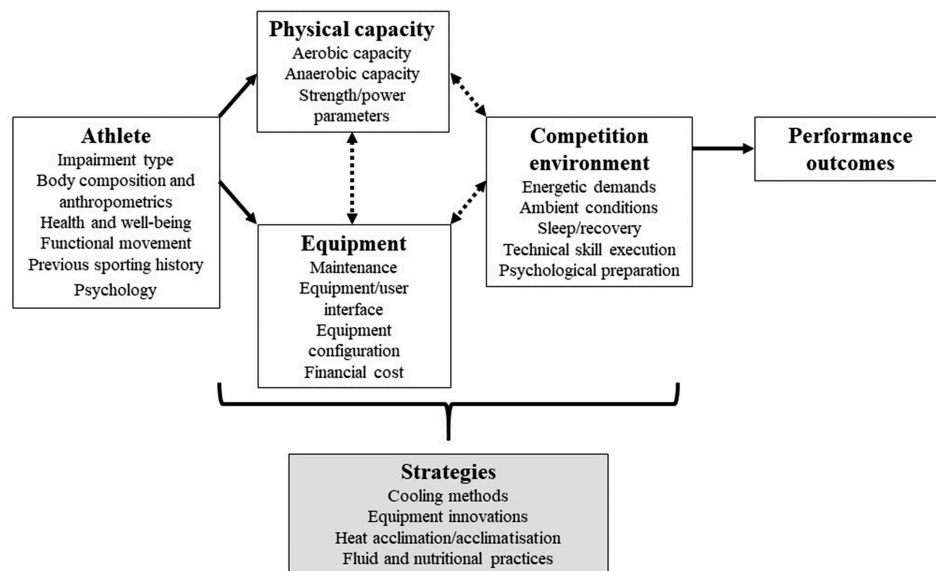 Physical capacity
Aerobic capacity
Anaerobic capacity
Strength/power
parameters
Athlete
Impairment type
Body composition and
anthropometrics
Health and well-being
Functional movement
Previous sporting history
Psychology
Equipment
Maintenance
Equipment/user
interface
Equipment
configuration
Financial cost
Competition
environment
Energetic demands
Ambient conditions
Sleep/recovery
Technical skill execution
Psychological preparation
Performance
outcomes
Strategies
Cooling methods
Equipment innovations
Heat acclimation/acclimatisation
Fluid and nutritional practices